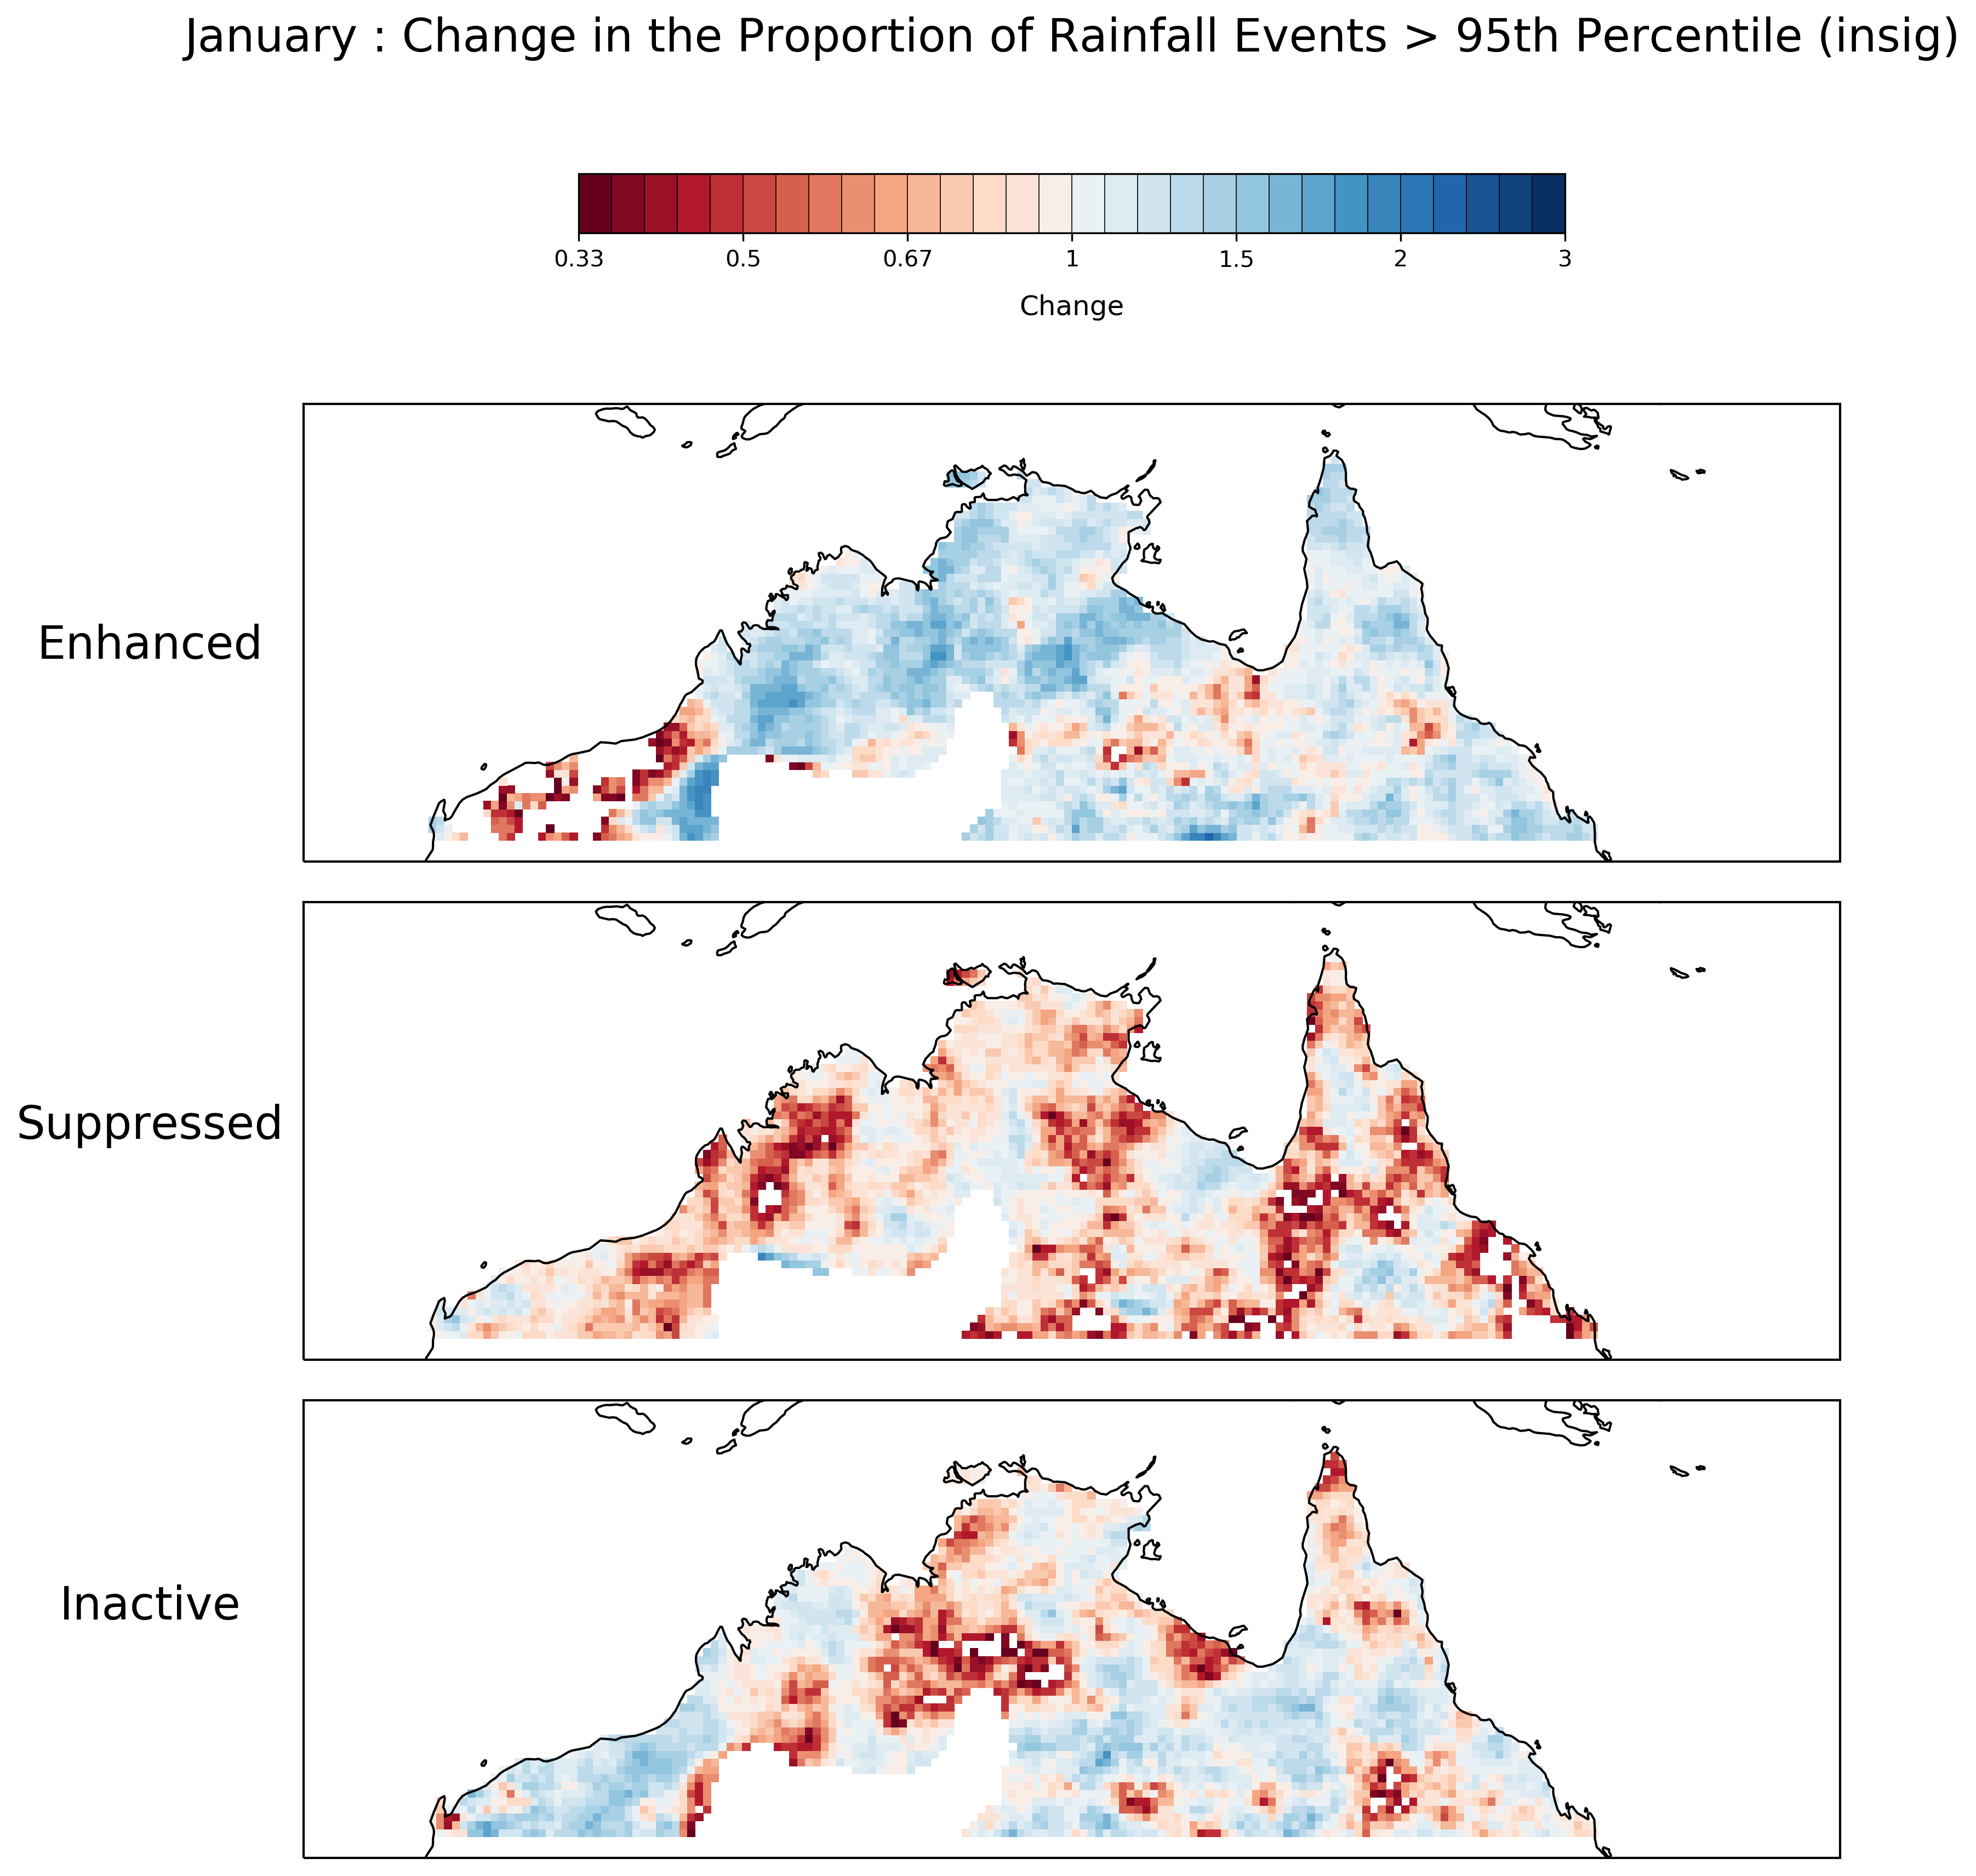 January : Change in the Proportion of Rainfall Events > 95th Percentile (insig)
0.33 0.5 0.67 1 1.5 2 3
Change
Enhanced
Suppressed
Inactive